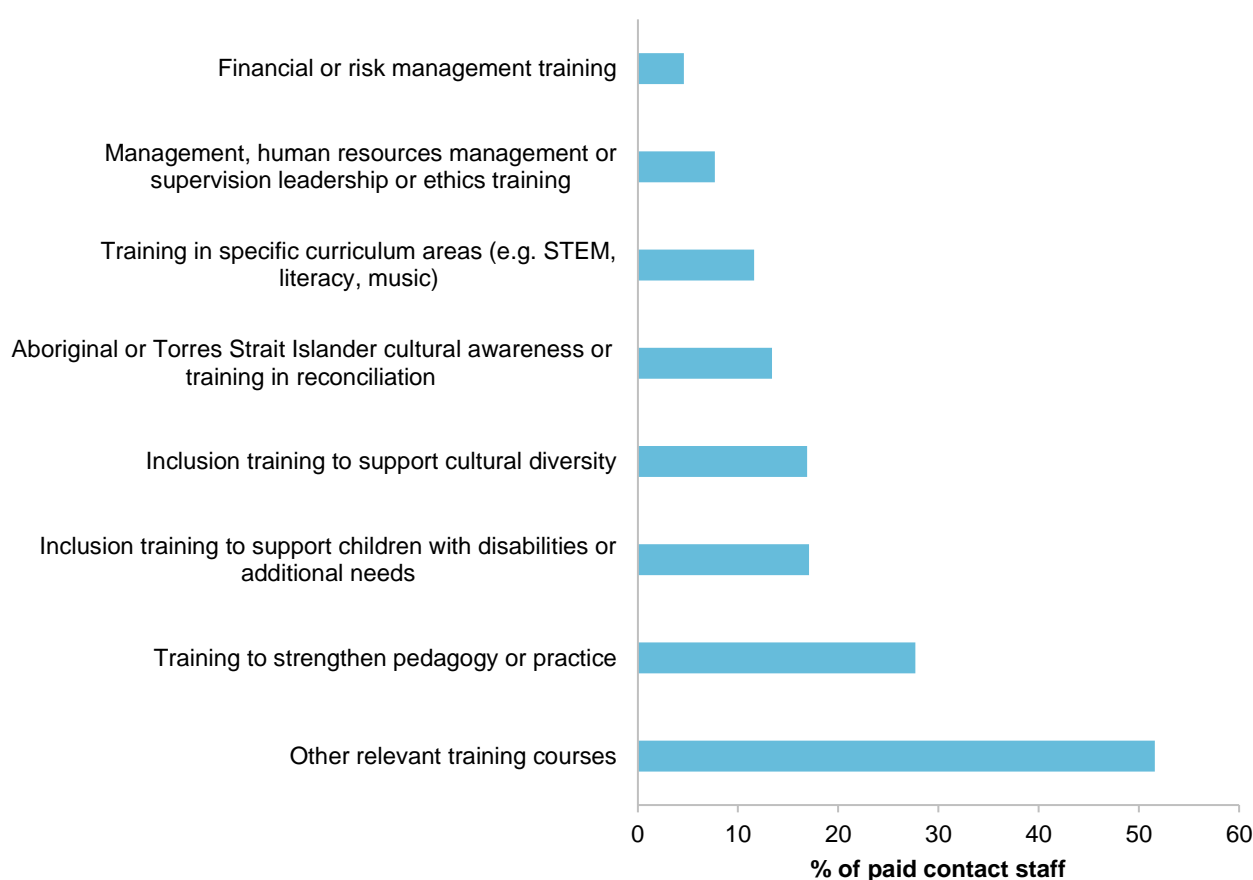 Financial or risk management training
Management, human resources management or
supervision leadership or ethics training
Training in specific curriculum areas (e.g. STEM,
literacy, music)
Aboriginal or Torres Strait Islander cultural awareness or
training in reconciliation
Inclusion training to support cultural diversity
Inclusion training to support children with disabilities or
additional needs
Training to strengthen pedagogy or practice
Other relevant training courses
0 10 20 30 40 50 60
% of paid contact staff